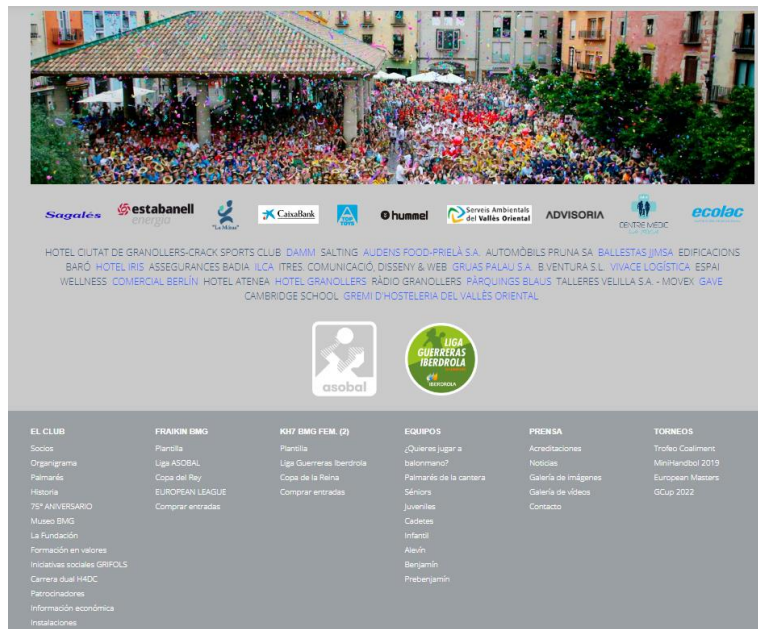 Sagalés
estabanell
energia
"La Mútua"
CaixaBank
TOP
TOYS
hummel
Serveis Ambientals
del Vallès Oriental
ADVISORIA
CENTRE MÈDIC
ecolac
HOTEL CIUTAT DE GRANOLLERS-CRACK SPORTS CLUB DAMM SALTING AUDENS FOOD-PRIELÀ S.A. AUTOMÒBILS PRUNA SA BALLESTAS JJMSA EDIFICACIONS
BARÓ HOTEL IRIS ASSEGURANCES BADIA ILCA ITRES. COMUNICACIÓ, DISSENY & WEB GRUAS PALAU S.A. B.VENTURA S.L. VIVACE LOGÍSTICA ESPAI
WELLNESS COMERCIAL BERLÍN HOTEL ATENEA HOTEL GRANOLLERS RÀDIO GRANOLLERS PÀRQUINGS BLAUS TALLERES VELILLA S.A. - MOVEX GAVE
CAMBRIDGE SCHOOL GREMI D'HOSTELERIA DEL VALLÈS ORIENTAL
asobal
LIGA
GUERRERAS
IBERDROLA
IBERDROLA
EL CLUB
Socios
Organigrama
Palmarés
Historia
75º ANIVERSARIO
Museo BMG
La Fundación
Formación en valores
Iniciativas sociales GRIFOLS
Carrera dual H4DC
Patrocinadores
Información económica
Instalaciones
FRAIKIN BMG
Plantilla
Liga ASOBAL
Copa del Rey
EUROPEAN LEAGUE
Comprar entradas
KH7 BMG FEM. (2)
Plantilla
Liga Guerreras Iberdrola
Copa de la Reina
Comprar entradas
EQUIPOS
¿Quieres jugar a
balonmano?
Palmarés de la cantera
Séniors
Juveniles
Cadetes
Infantil
Alevín
Benjamín
Prebenjamín
PRENSA
Acreditaciones
Noticias
Galería de imágenes
Galería de vídeos
Contacto
TORNEOS
Trofeo Coaliment
MiniHandbol 2019
European Masters
GCup 2022